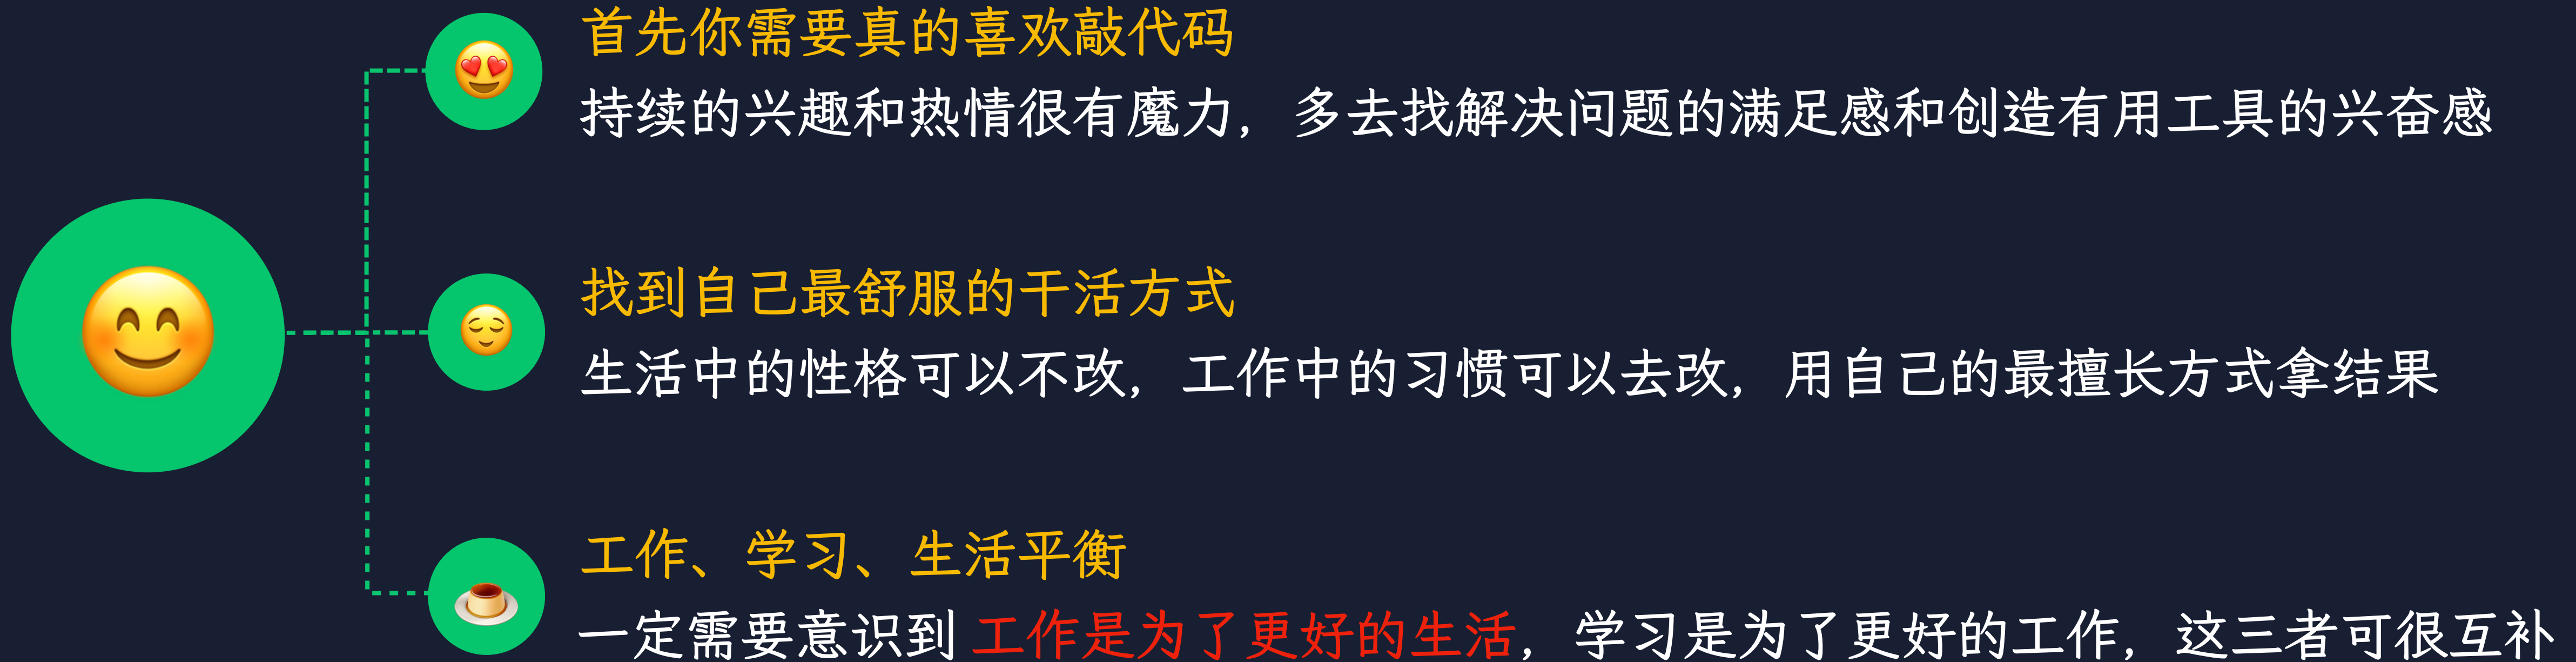 首先你需要真的喜欢敲代码
持续的兴趣和热情很有魔力，多去找解决问题的满足感和创造有用工具的兴奋感
找到自己最舒服的干活方式
生活中的性格可以不改，工作中的习惯可以去改，用自己的最擅长方式拿结果
工作、学习、生活平衡
一定需要意识到 工作是为了更好的生活，学习是为了更好的工作，这三者可很互补